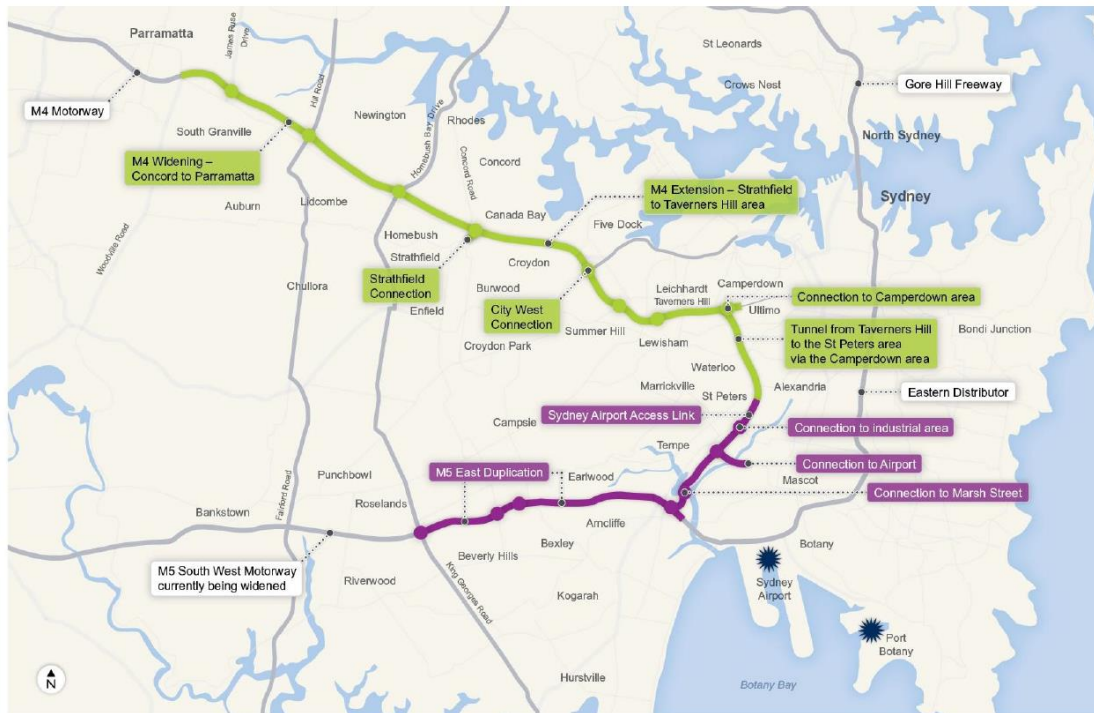 Parramatta
James Ruse
Drive
St Leonards
Crows Nest
Gore Hill Freeway
M4 Motorway
Hill Road
Newington
Homebush Bay Drive
Rhodes
South Granville
North Sydney
M4 Widening –
Concord to Parramatta
Concord Road
Concord
M4 Extension – Strathfield
to Taverners Hill area
Sydney
Auburn
Lidcombe
Canada Bay
Woodville Road
Homebush
Five Dock
Strathfield
Croydon
Chullora
Strathfield
Connection
Burwood
Leichhardt
Camperdown
Taverners Hill
Connection to Camperdown area
Enfield
City West
Connection
Ultimo
Summer Hill
Lewisham
Croydon Park
Tunnel from Taverners Hill
to the St Peters area
via the Camperdown area
Bondi Junction
Waterloo
Marrickville
Alexandria
St Peters
Eastern Distributor
Sydney Airport Access Link
Campsie
Connection to industrial area
Tempe
Punchbowl
M5 East Duplication
Earlwood
Connection to Airport
Mascot
Fairford Road
Roselands
Connection to Marsh Street
Bankstown
Arncliffe
Bexley
Beverly Hills
Botany
M5 South West Motorway
currently being widened
Riverwood
King Georges Road
Kogarah
Sydney
Airport
Port
Botany
N
Hurstville
Botany Bay